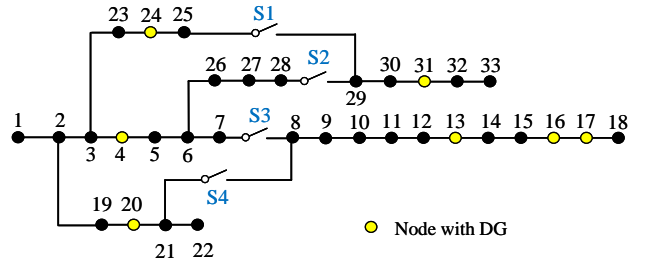 23 24 25 S1
26 27 28 S2 30 31 32 33
29
1 2 S3 8 9 10 11 12 13 14 15 16 17 18
3 4 5 6 7
S4
19 20
21 22
Node with DG